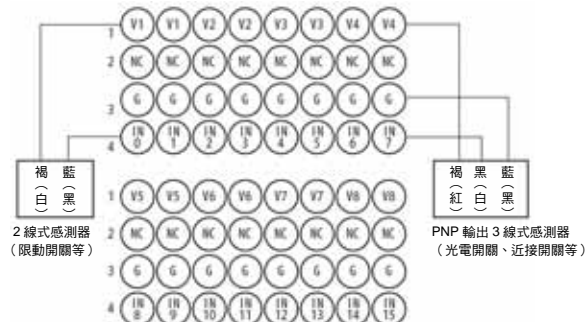 1 V1 V1 V2 V2 V3 V3 V4 V4
2 NC NC NC NC NC NC NC NC
3 G G G G G G G G
4 IN 0 IN 1 IN 2 IN 3 IN 4 IN 5 IN 6 IN 7
褐（白） 藍（黑）
2 線式感測器
（限動開關等）
褐（紅） 黑（白） 藍（黑）
PNP 輸出 3 線式感測器
（光電開關、近接開關等）
1 V5 V5 V6 V6 V7 V7 V8 V8
2 NC NC NC NC NC NC NC NC
3 G G G G G G G G
4 IN 8 IN 9 IN 10 IN 11 IN 12 IN 13 IN 14 IN 15